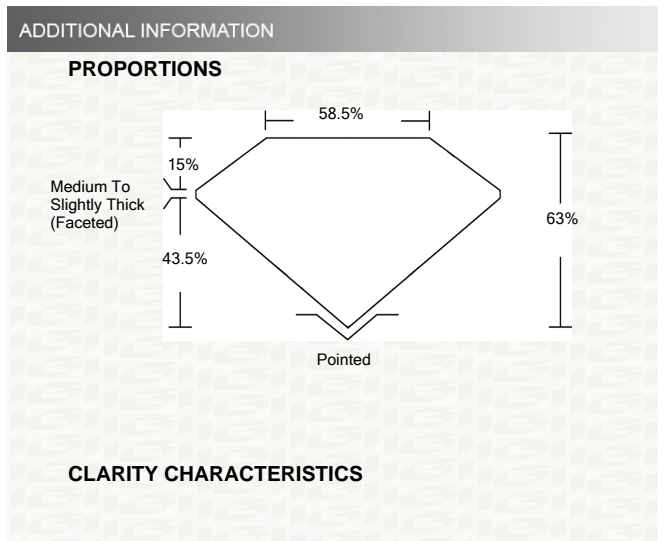 ADDITIONAL INFORMATION
PROPORTIONS
58.5%
15%
Medium To
Slightly Thick
(Faceted)
63%
43.5%
Pointed
CLARITY CHARACTERISTICS